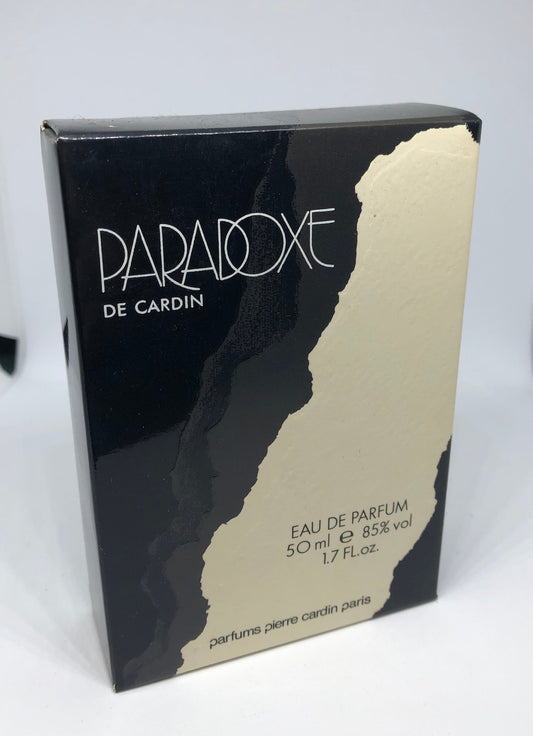 PARADOXE
DE CARDIN
EAU DE PARFUM
50 ml e 85% vol
1.7 FL.oz.
parfums pierre cardin paris